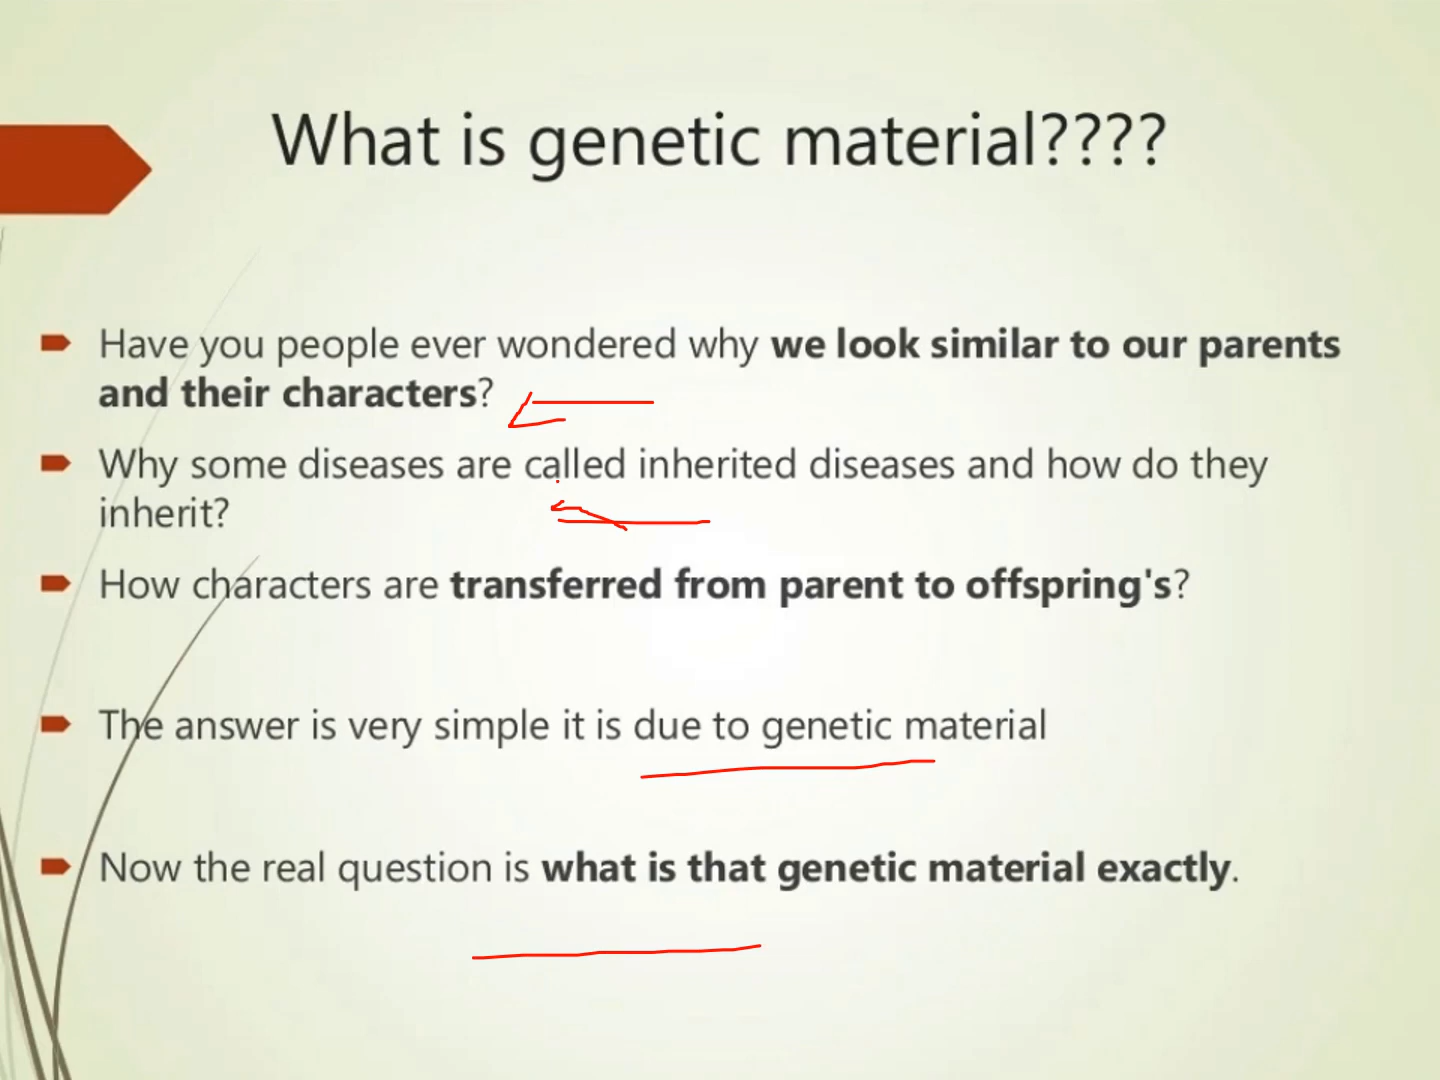 What is genetic material????
Have you people ever wondered why we look similar to our parents
and their characters?
Why some diseases are called inherited diseases and how do they
inherit?
How characters are transferred from parent to offspring's?
The answer is very simple it is due to genetic material
Now the real question is what is that genetic material exactly.